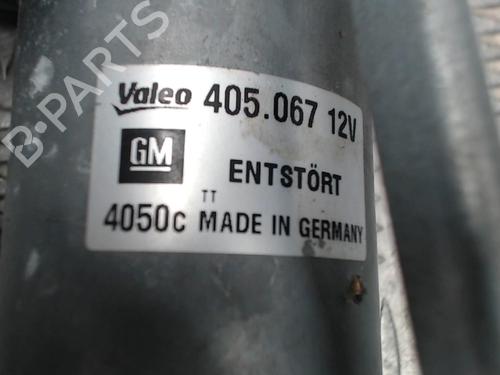 Valeo 405.067 12V
GM
ENTSTÖRT
TT
4050c MADE IN GERMANY
B-PARTS